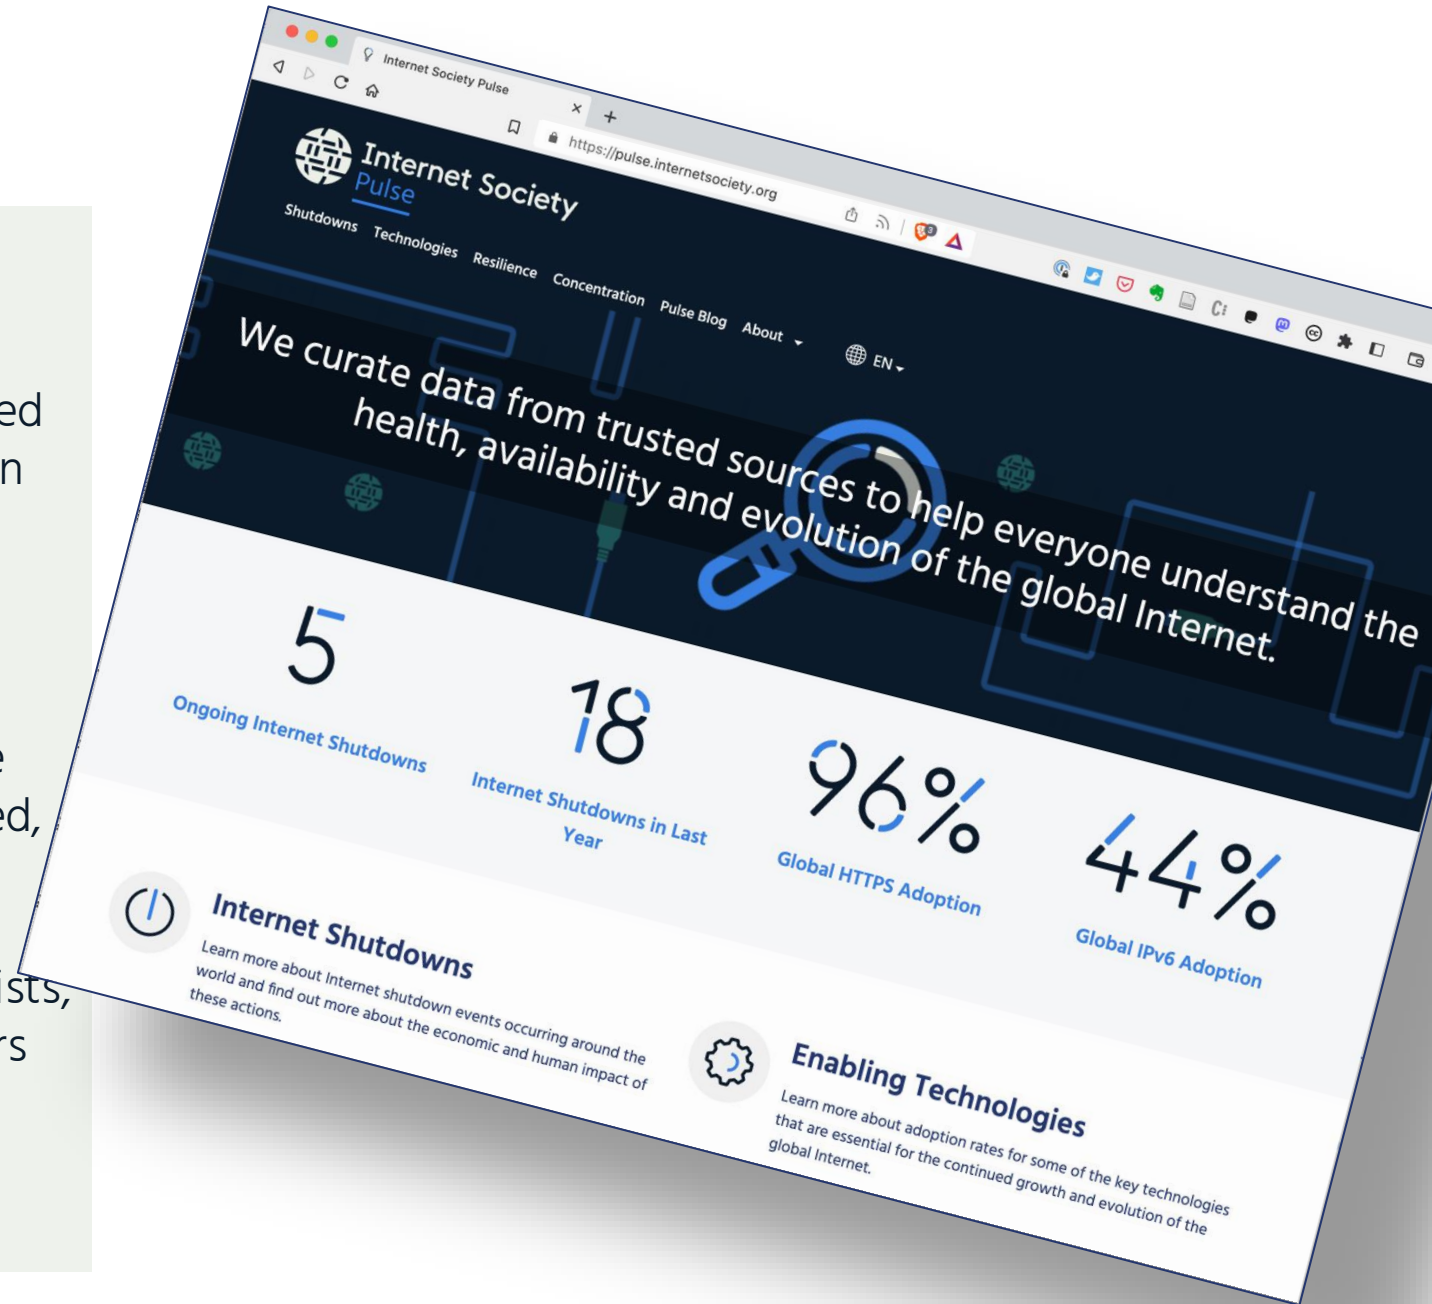 Internet Society Pulse
https://pulse.internetsociety.org
3
Internet Society
Pulse
Shutdowns Technologies Resilience Concentration Pulse Blog About EN
We curate data from trusted sources to help everyone understand the
health, availability and evolution of the global Internet.
5
Ongoing Internet Shutdowns
18
Internet Shutdowns in Last
Year
96%
Global HTTPS Adoption
44%
Global IPv6 Adoption
Internet Shutdowns
Learn more about Internet shutdown events occurring around the
world and find out more about the economic and human impact of
these actions.
Enabling Technologies
Learn more about adoption rates for some of the key technologies
that are essential for the continued growth and evolution of the
global Internet.